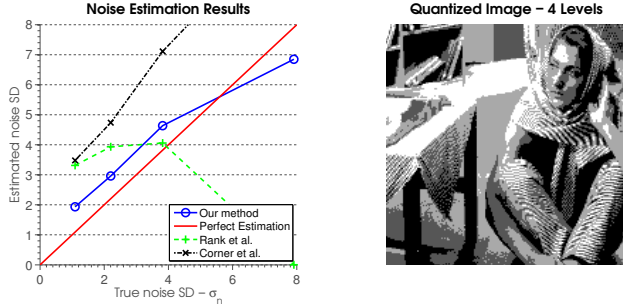 Noise Estimation Results
8
7
6
5
4
3
2
1
0
Estimated noise SD
Our method
Perfect Estimation
Rank et al.
Corner et al.
0 2 4 6 8
True noise SD – σn
Quantized Image – 4 Levels